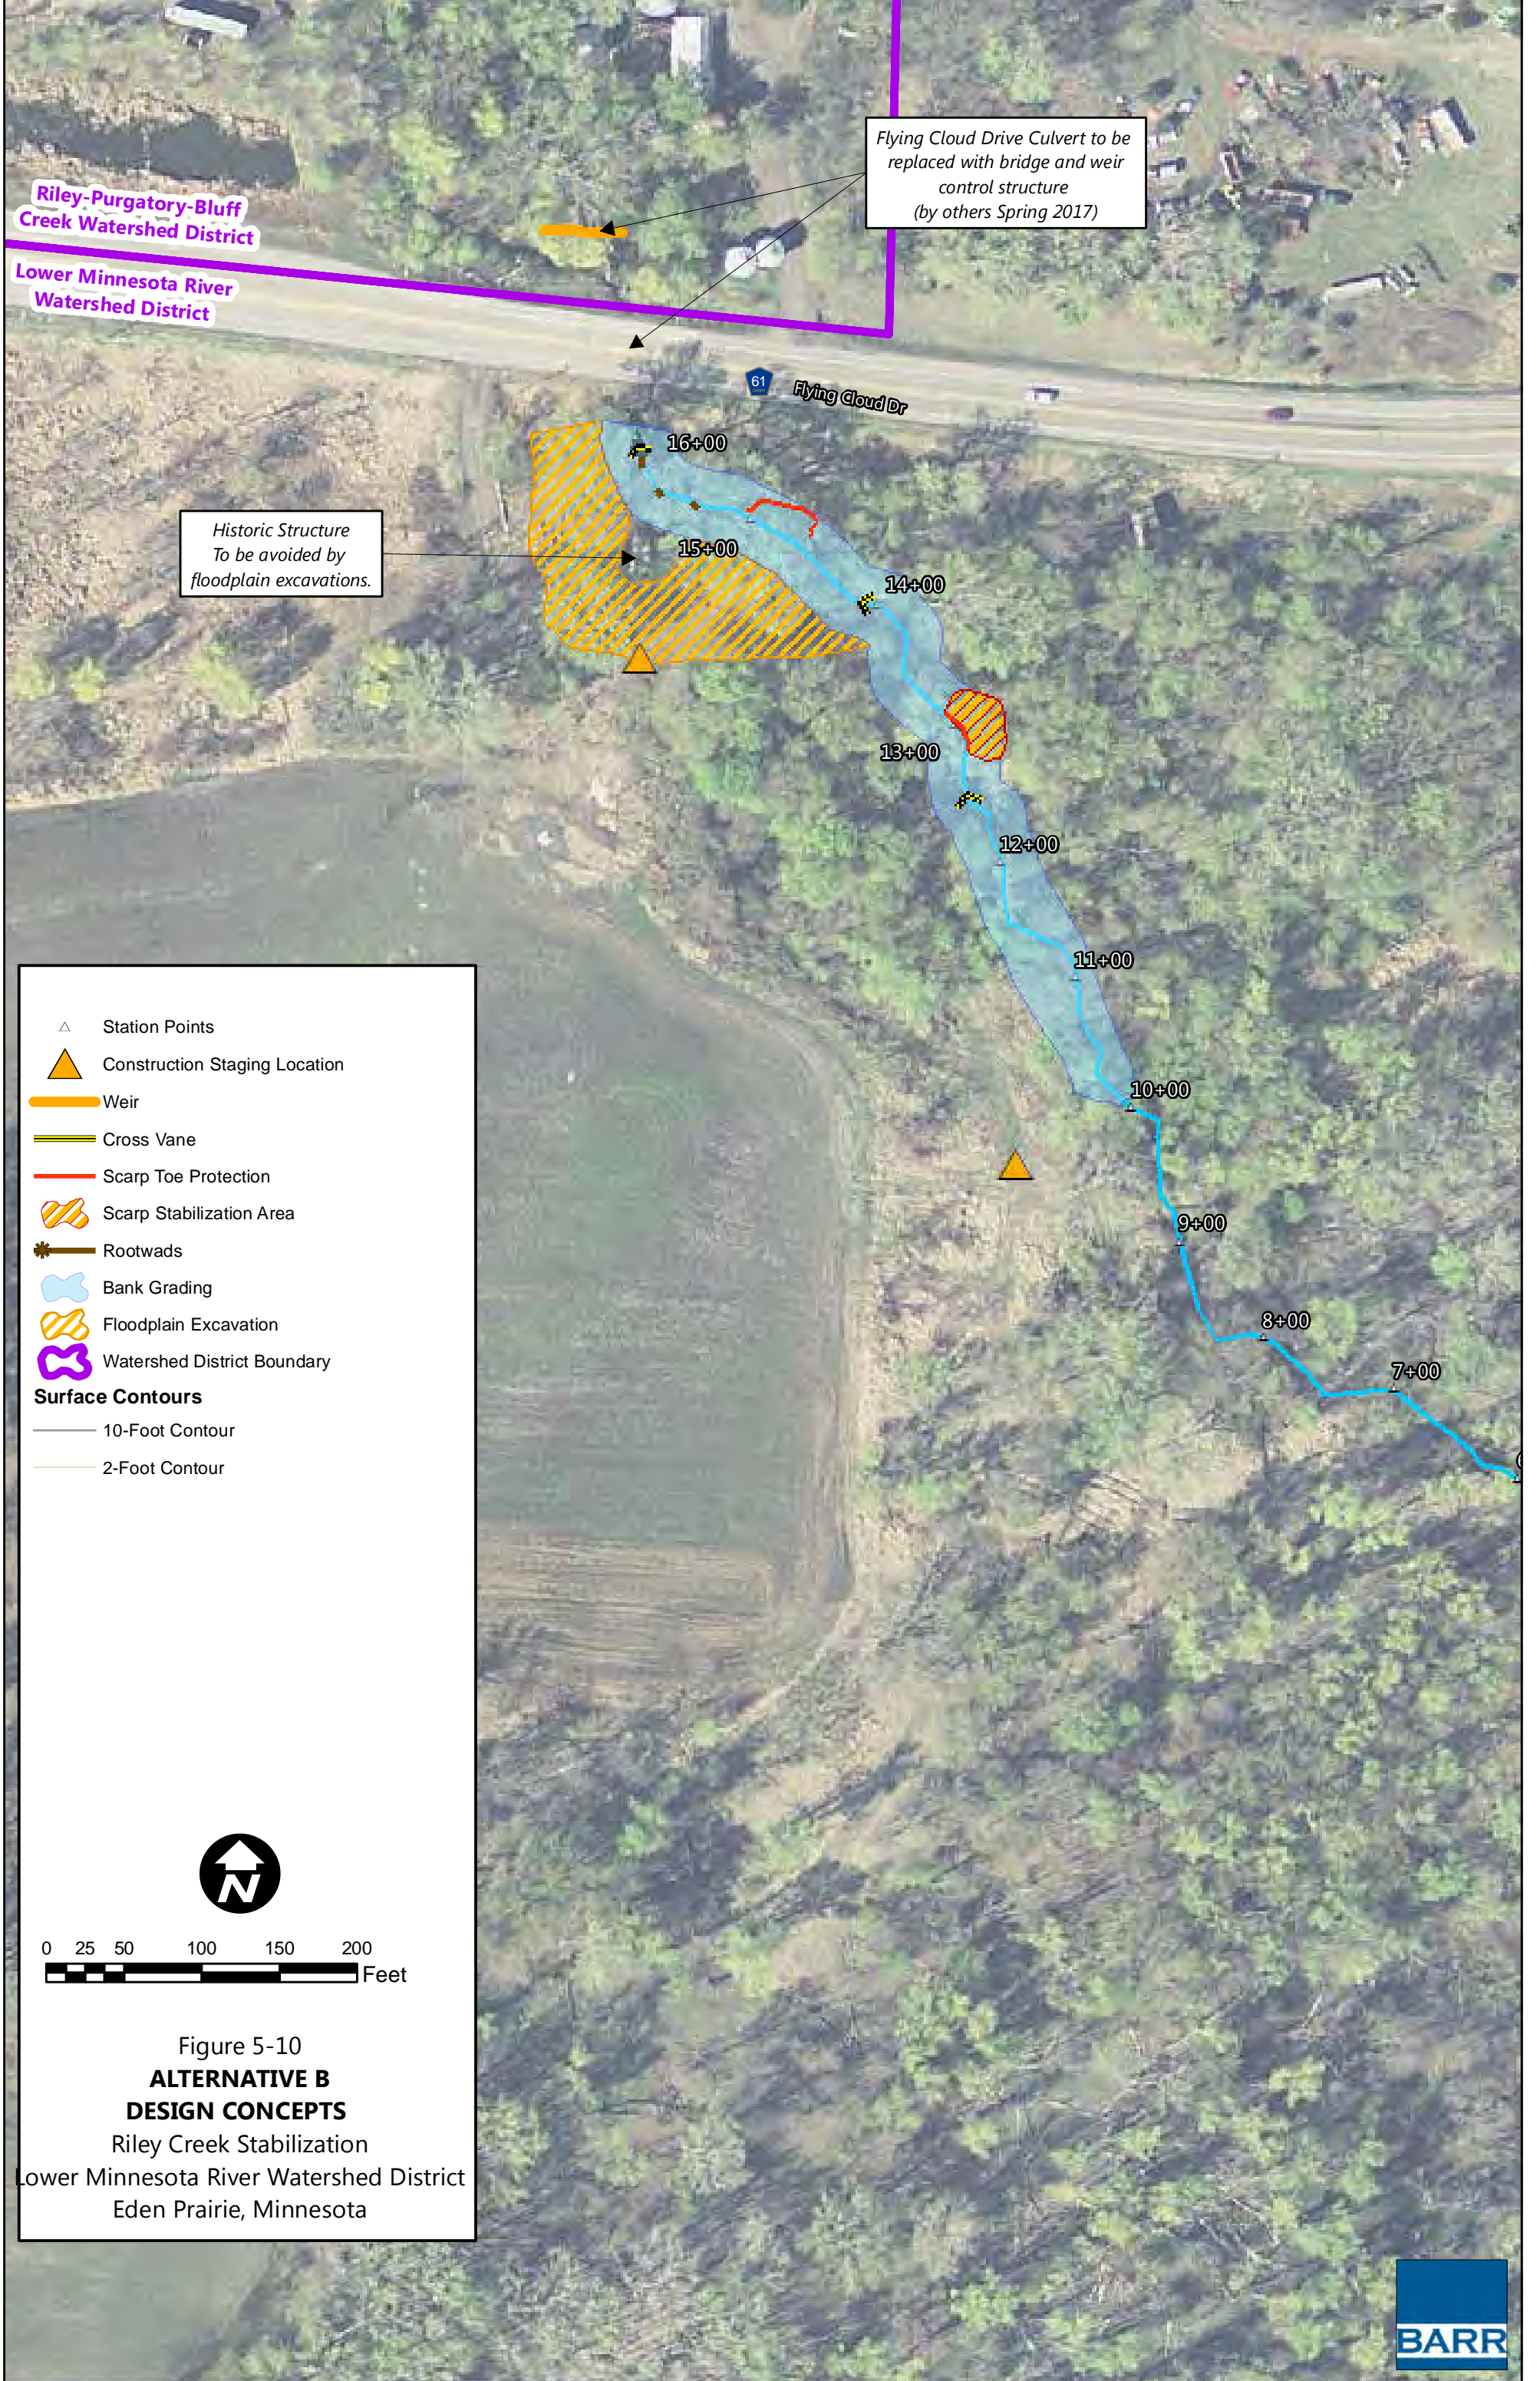 Flying Cloud Drive Culvert to be
replaced with bridge and weir
control structure
(by others Spring 2017)
Riley-Purgatory-Bluff
Creek Watershed District
Lower Minnesota River
Watershed District
61
Flying Cloud Dr
16+00
Historic Structure
To be avoided by
floodplain excavations.
15+00
14+00
13+00
12+00
11+00
10+00
9+00
8+00
7+00
Station Points
Construction Staging Location
Weir
Cross Vane
Scarp Toe Protection
Scarp Stabilization Area
Rootwads
Bank Grading
Floodplain Excavation
Watershed District Boundary
Surface Contours
10-Foot Contour
2-Foot Contour
N
0 25 50 100 150 200
Feet
Figure 5-10
ALTERNATIVE B
DESIGN CONCEPTS
Riley Creek Stabilization
Lower Minnesota River Watershed District
Eden Prairie, Minnesota
BARR